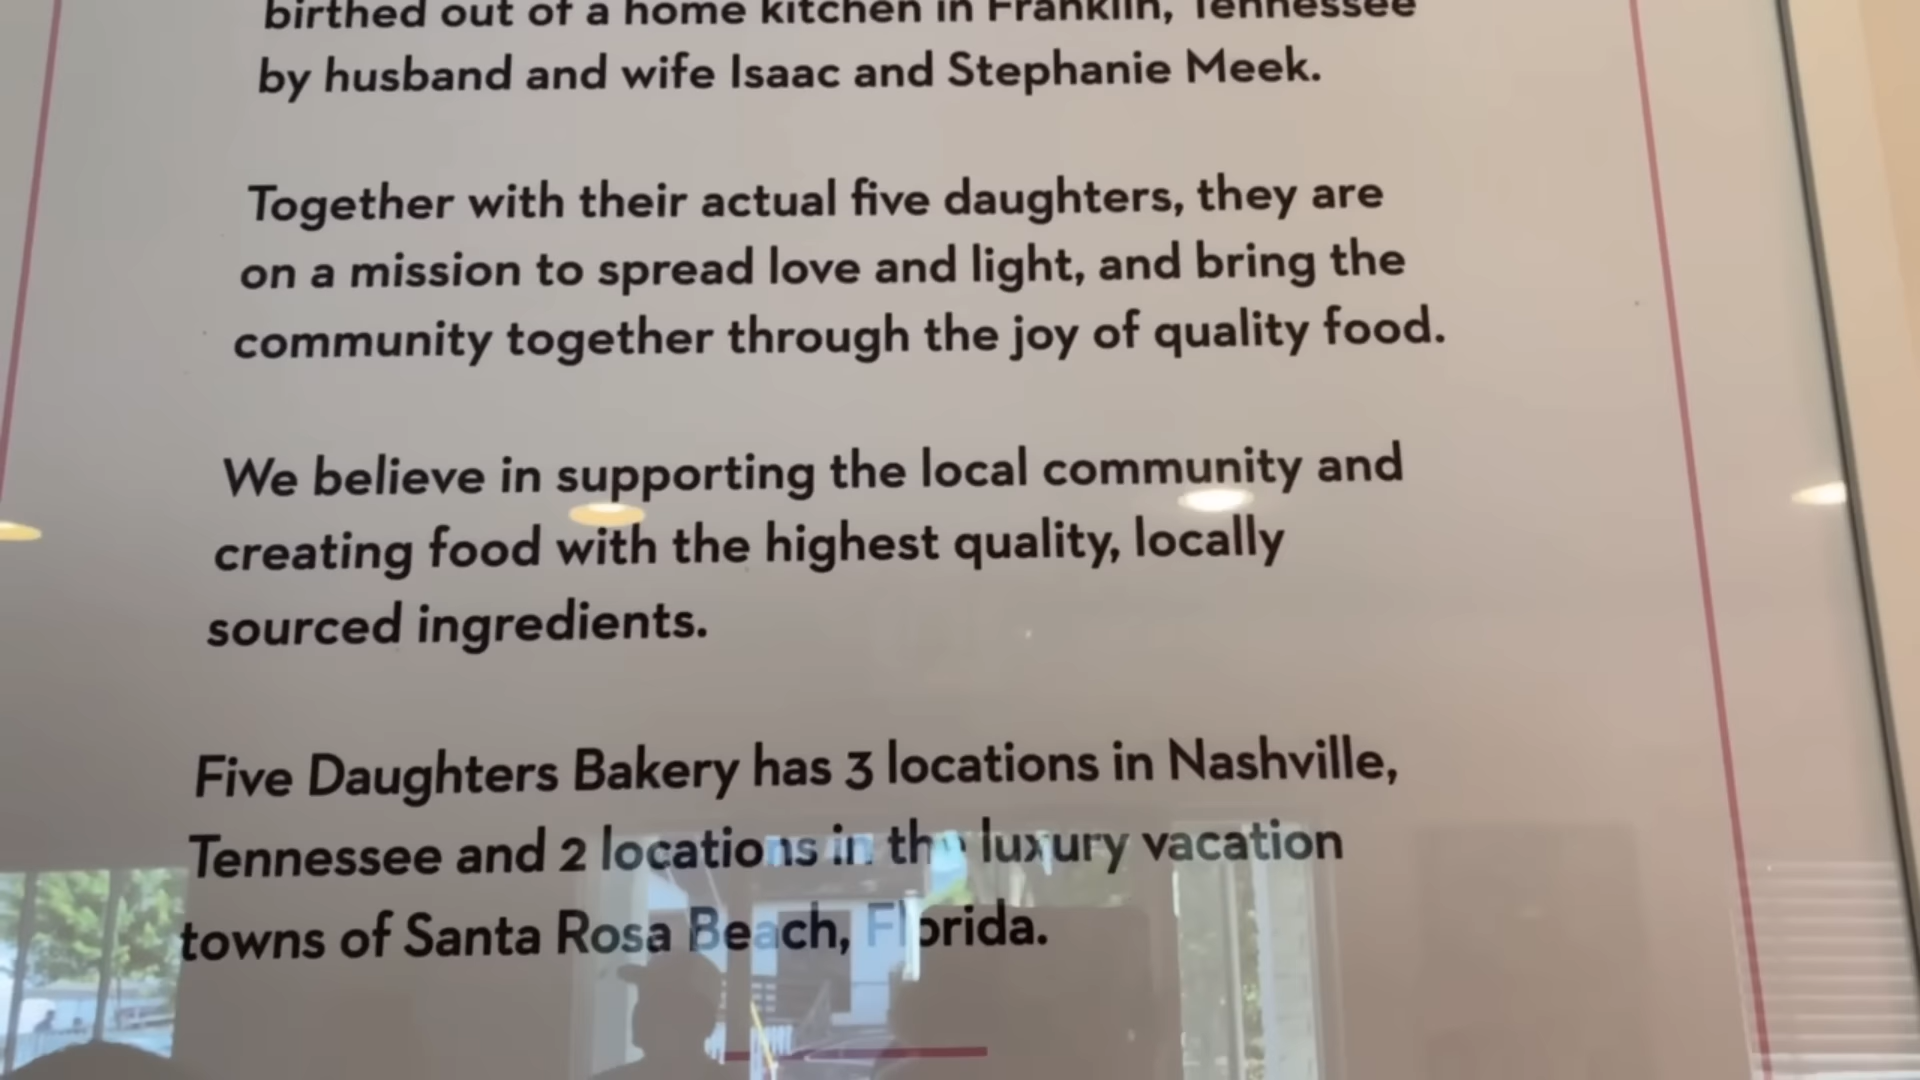 birthed out of a home kitchen in Franklin, Tennessee
by husband and wife Isaac and Stephanie Meek.
Together with their actual five daughters, they are
on a mission to spread love and light, and bring the
community together through the joy of quality food.
We believe in supporting the local community and
creating food with the highest quality, locally
sourced ingredients.
Five Daughters Bakery has 3 locations in Nashville,
Tennessee and 2 locations in the luxury vacation
towns of Santa Rosa Beach, Florida.